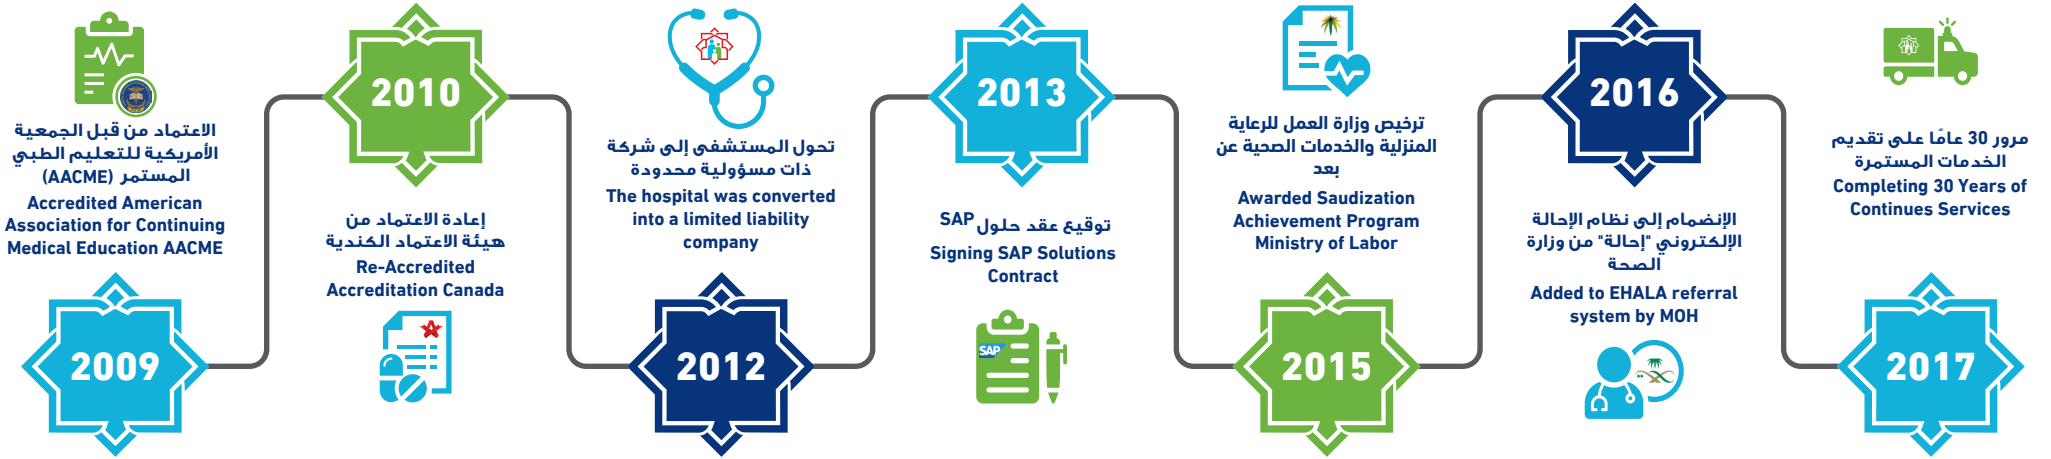 الاعتماد من قبل الجمعية
الأمريكية للتعليم الطبي
المستمر (AACME)
Accredited American
Association for Continuing
Medical Education AACME
2009
2010
إعادة الاعتماد من
هيئة الاعتماد الكندية
Re-Accredited
Accreditation Canada
تحول المستشفى إلى شركة
ذات مسؤولية محدودة
The hospital was converted
into a limited liability
company
2012
2013
توقيع عقد حلول SAP
Signing SAP Solutions
Contract
SAP
ترخيص وزارة العمل للرعاية
المنزلية والخدمات الصحية عن
بعد
Awarded Saudization
Achievement Program
Ministry of Labor
2015
2016
الإنضمام إلى نظام الإحالة
الإلكتروني "إحالة" من وزارة
الصحة
Added to EHALA referral
system by MOH
مرور 30 عامًا على تقديم
الخدمات المستمرة
Completing 30 Years of
Continues Services
2017